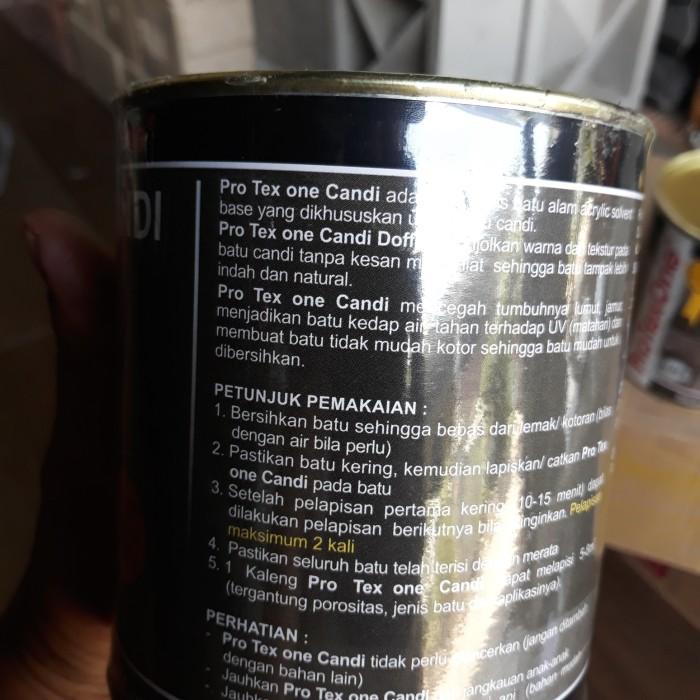 DI
Pro Tex one Candi batu alam acrylic solvent
base yang dikhususkan candi.
Pro Tex one Candi Doff warna dan tekstur pada
batu candi tanpa kesan sehingga batu tampak lebih
indah dan natural.
Pro Tex one Candi mencegah tumbuhnya lumut, jamur,
menjadikan batu kedap air, tahan terhadap UV (matahari) dan
membuat batu tidak mudah kotor sehingga batu mudah untuk
dibersihkan.
PETUNJUK PEMAKAIAN :
1. Bersihkan batu sehingga bebas dari lemak/ kotoran (bilas
dengan air bila perlu)
2. Pastikan batu kering, kemudian lapiskan/ catkan Pro Tex
one Candi pada batu
3. Setelah pelapisan pertama kering 10-15 menit) dapat
dilakukan pelapisan berikutnya bila diinginkan. Pelapisan
maksimum 2 kali
4. Pastikan seluruh batu telah terisi dengan merata
5. 1 Kaleng Pro Tex one Candi dapat melapisi
(tergantung porositas, jenis batu aplikasinya).
PERHATIAN :
- Pro Tex one Candi tidak perlu diencerkan (jangan ditambah
dengan bahan lain)
- Jauhkan Pro Tex one Candi jangkauan anak-anak
- Jauhkan (bahan mudah